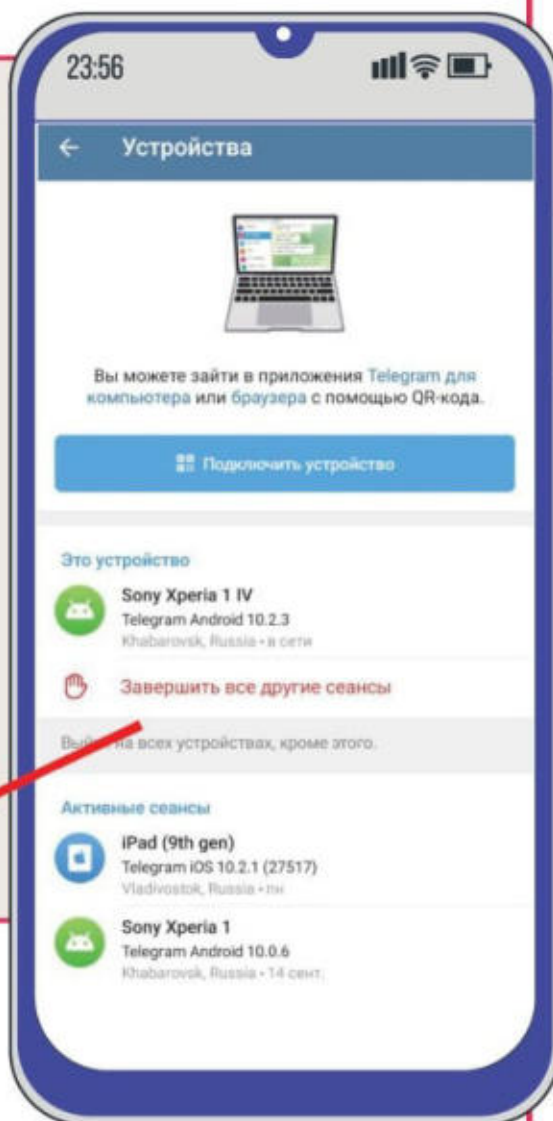 23:56
Устройства
Вы можете зайти в приложения Telegram для
компьютера или браузера с помощью QR-кода.
Подключить устройство
Это устройство
Sony Xperia 1 IV
Telegram Android 10.2.3
Khabarovsk, Russia • в сети
Завершить все другие сеансы
на всех устройствах, кроме этого.
Активные сеансы
iPad (9th gen)
Telegram iOS 10.2.1 (27517)
Vladivostok, Russia • пн
Sony Xperia 1
Telegram Android 10.0.6
Khabarovsk, Russia • 14 сент.